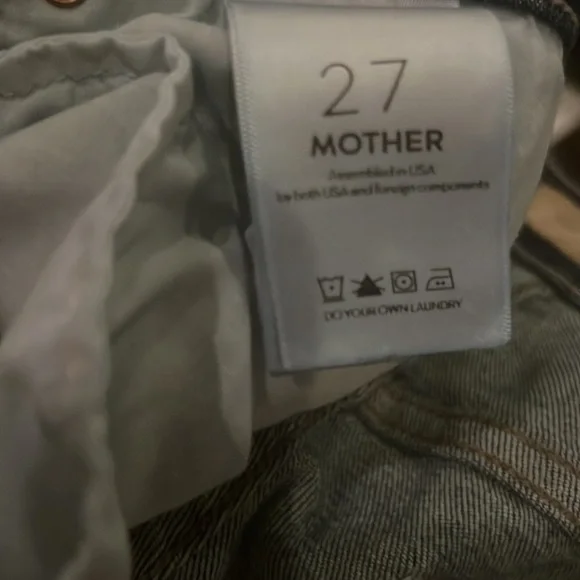 27
MOTHER
Assembled in USA
by both USA and foreign components
DO YOUR OWN LAUNDRY